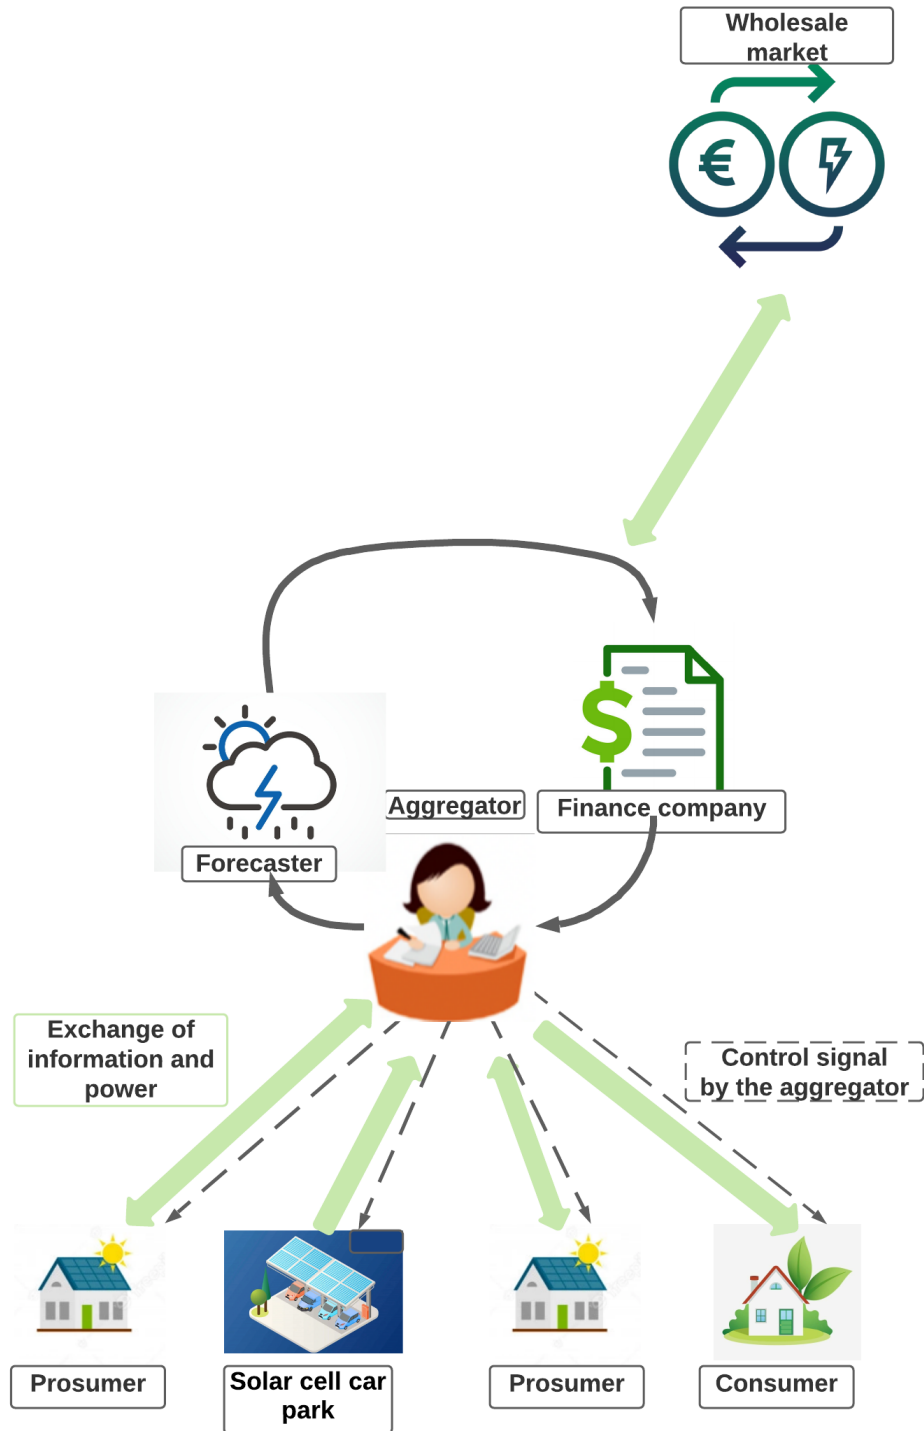 Wholesale
market
€
$
Aggregator
Finance company
Forecaster
Exchange of
information and
power
Control signal
by the aggregator
Prosumer
Solar cell car
park
Prosumer
Consumer